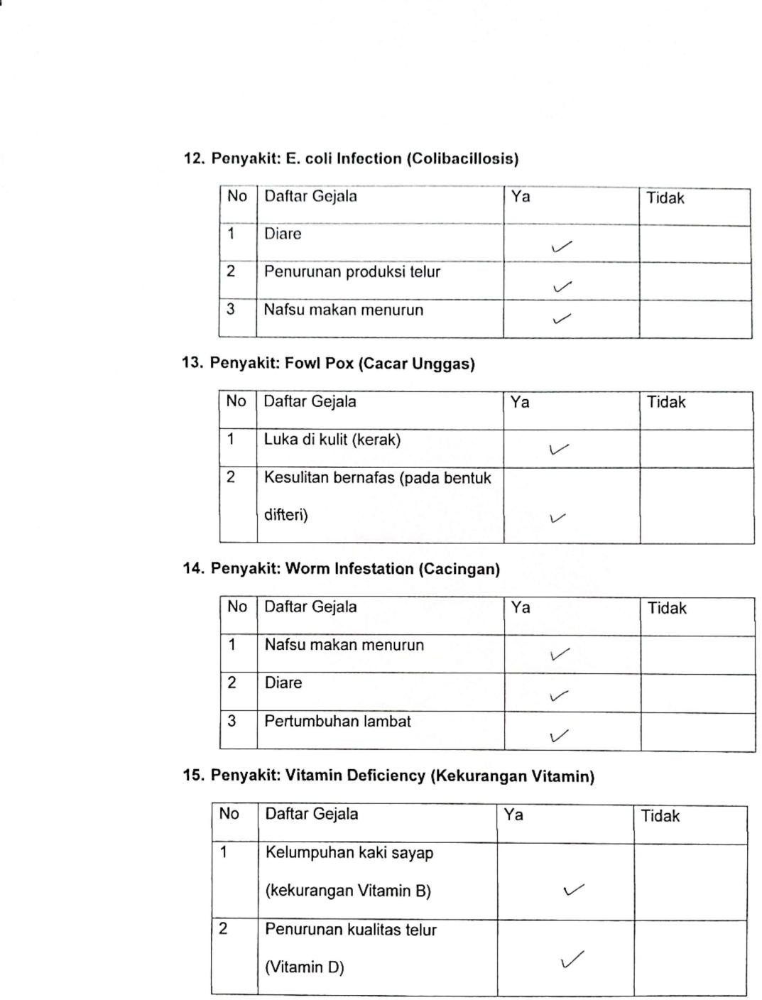 12. Penyakit: E. coli Infection (Colibacillosis)
No Daftar Gejala Ya Tidak
1 Diare ✓
2 Penurunan produksi telur ✓
3 Nafsu makan menurun ✓
13. Penyakit: Fowl Pox (Cacar Unggas)
No Daftar Gejala Ya Tidak
1 Luka di kulit (kerak) ✓
2 Kesulitan bernafas (pada bentuk
difteri) ✓
14. Penyakit: Worm Infestation (Cacingan)
No Daftar Gejala Ya Tidak
1 Nafsu makan menurun ✓
2 Diare ✓
3 Pertumbuhan lambat ✓
15. Penyakit: Vitamin Deficiency (Kekurangan Vitamin)
No Daftar Gejala Ya Tidak
1 Kelumpuhan kaki sayap
(kekurangan Vitamin B) ✓
2 Penurunan kualitas telur
(Vitamin D) ✓